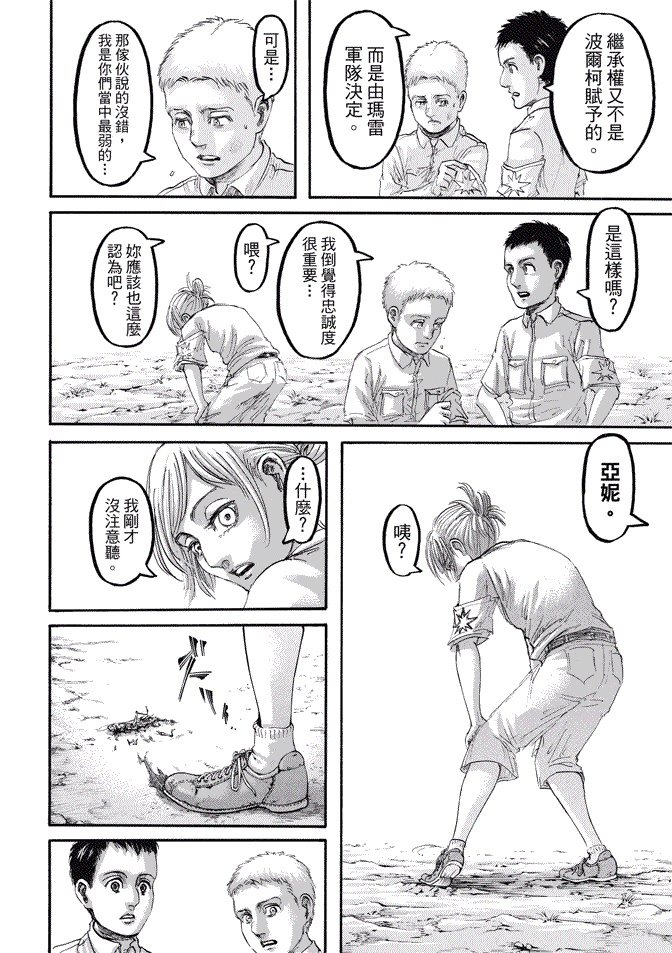 繼承權又不是
波爾柯賦予的。
而是由瑪雷
軍隊決定。
可是…
那傢伙說的沒錯，
我是你們當中最弱的…
是這樣嗎？
我倒覺得忠誠度
很重要…
喂？
妳應該也這麼
認為吧？
亞妮。
咦？
…什麼？
我剛才
沒注意聽。